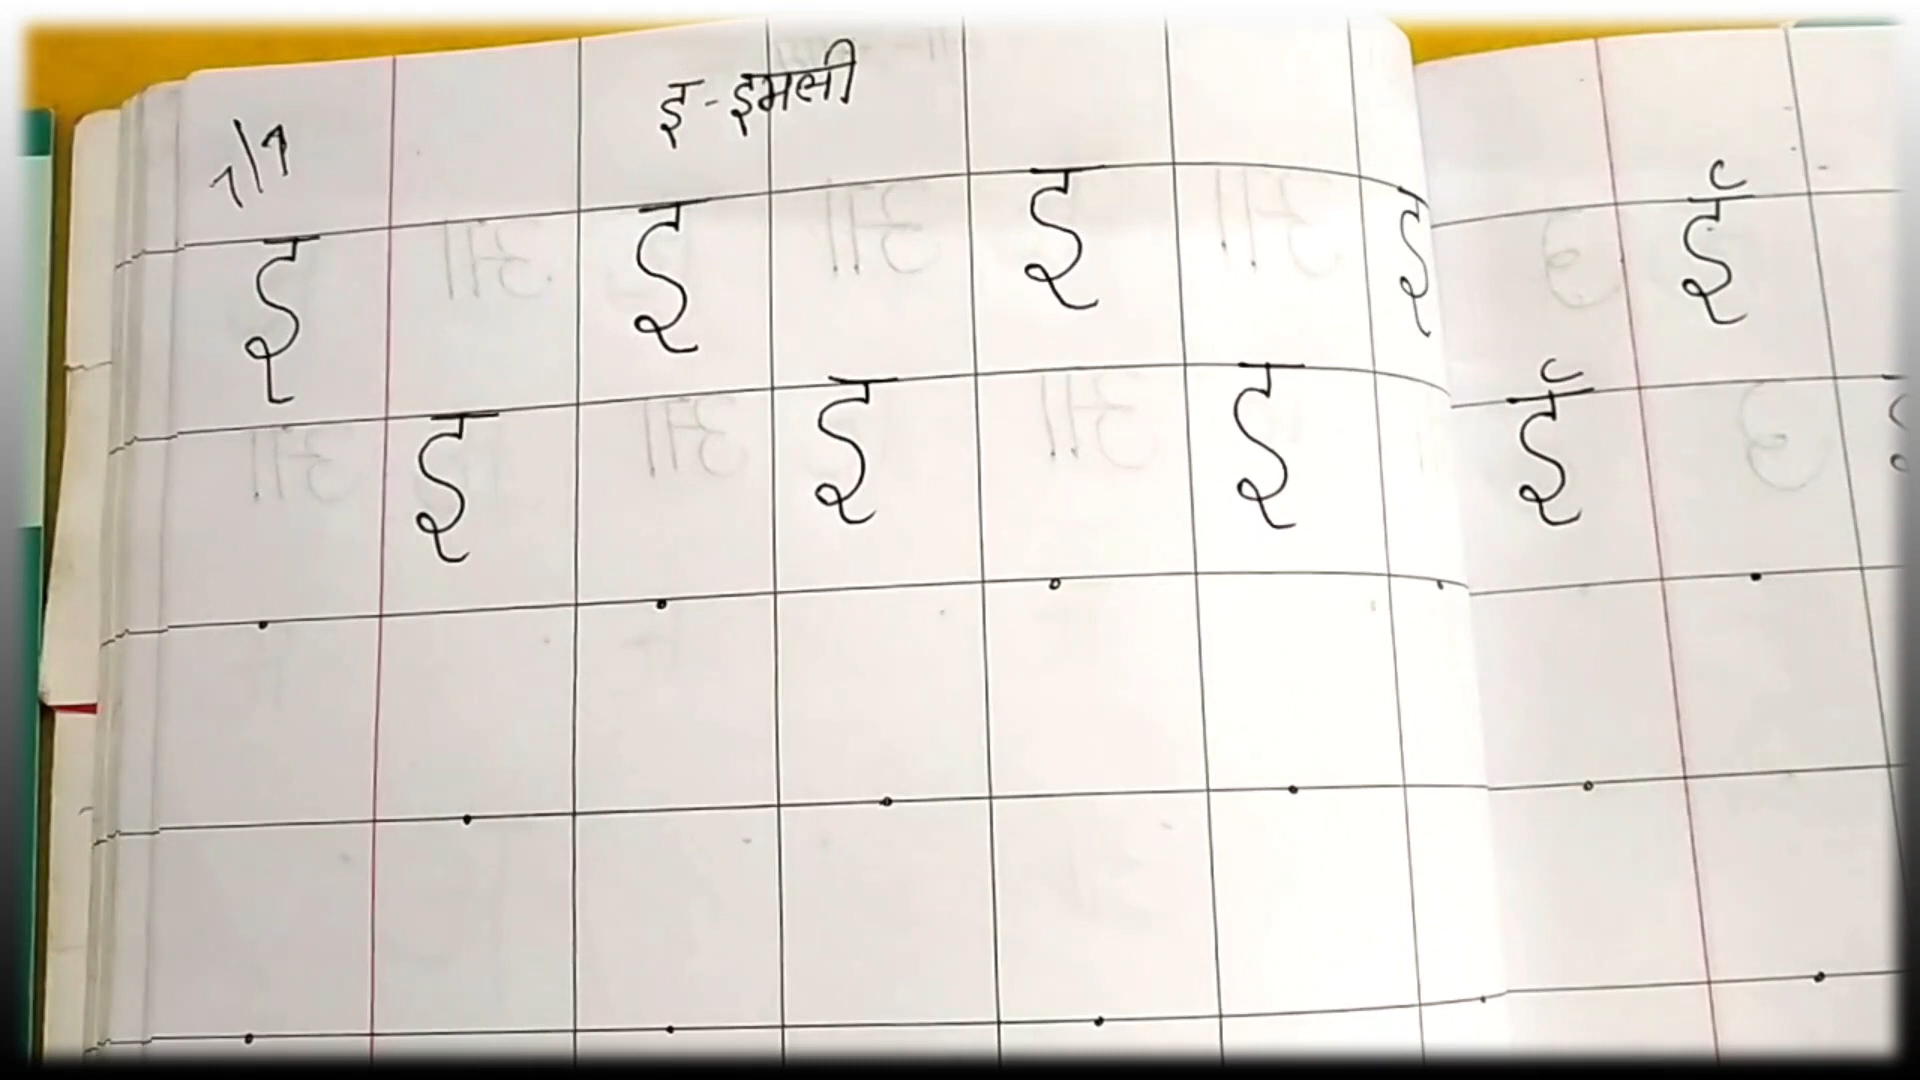 इ - इमली
7/1
इ इ इ इ
इ इ इ
ई
ई